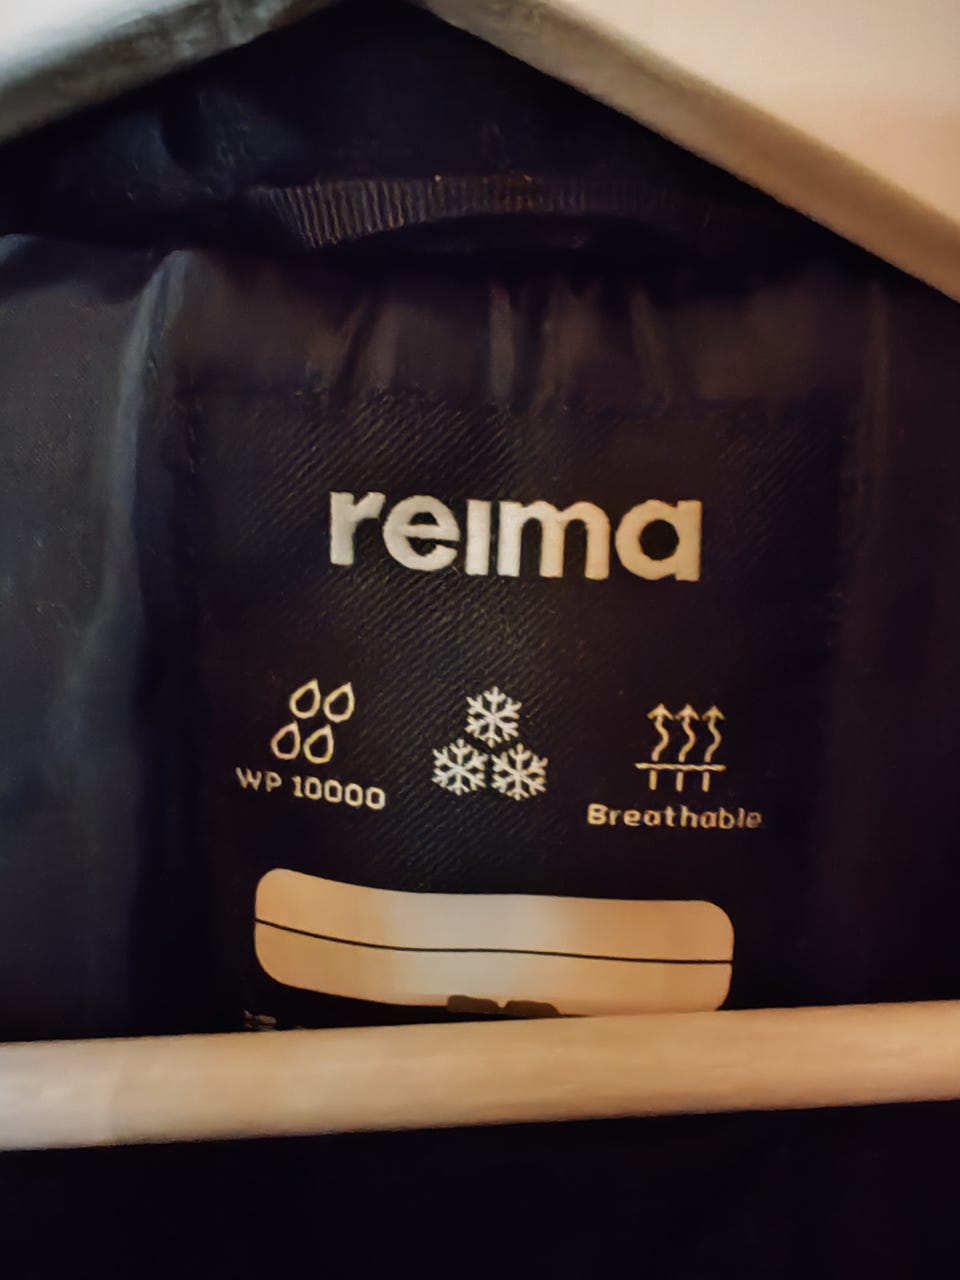 reima
WP 10000
Breathable